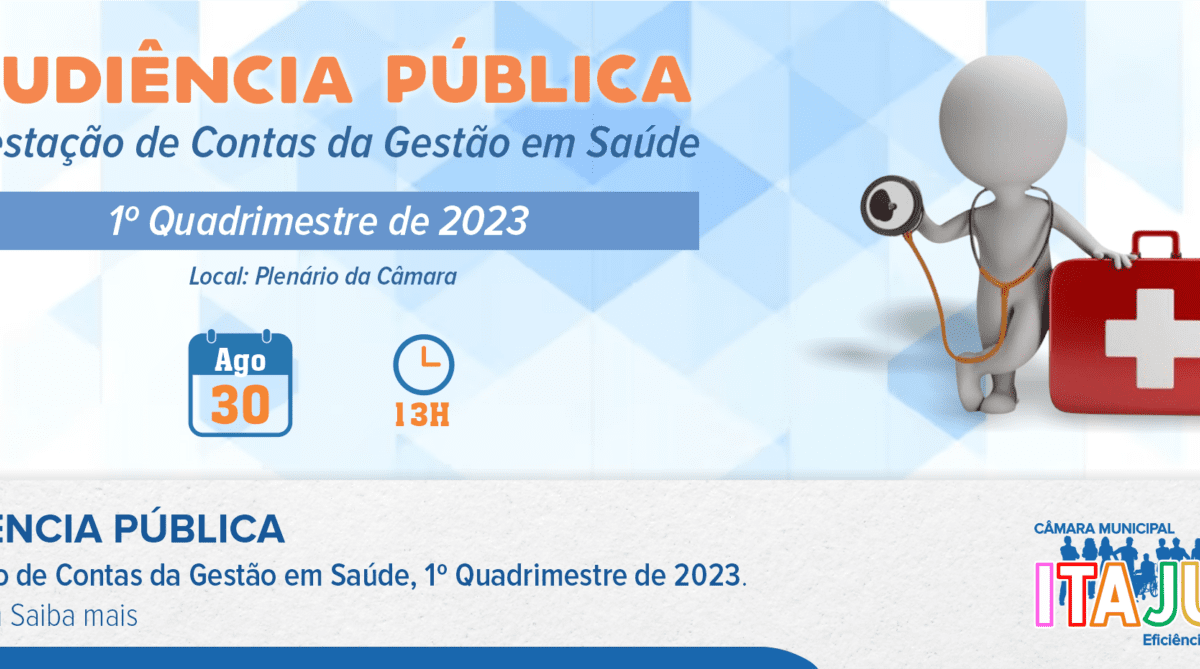 UDIÊNCIA PÚBLICA
estação de Contas da Gestão em Saúde
1º Quadrimestre de 2023
Local: Plenário da Câmara
Ago
30
13H
ÊNCIA PÚBLICA
o de Contas da Gestão em Saúde, 1º Quadrimestre de 2023.
Saiba mais
CÂMARA MUNICIPAL
ITAJU
Eficiênci